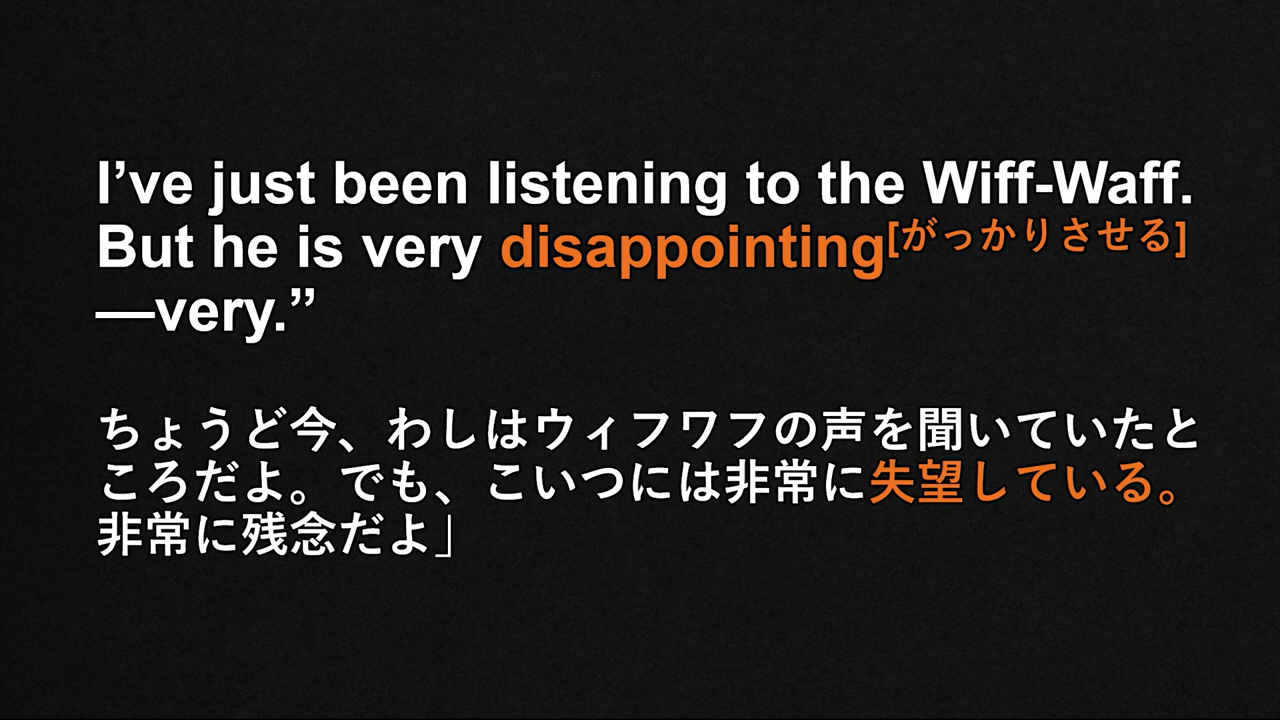 I’ve just been listening to the Wiff-Waff.
But he is very disappointing[がっかりさせる]
—very.”
ちょうど今、わしはウィフワフの声を聞いていたと
ころだよ。でも、こいつには非常に失望している。
非常に残念だよ」